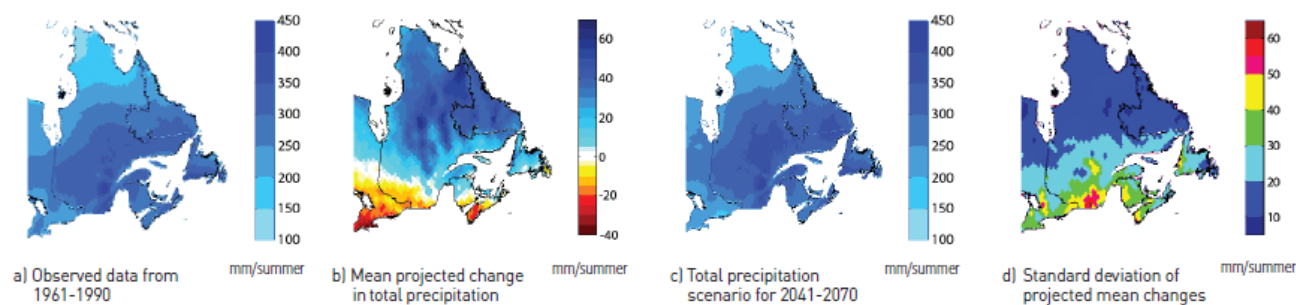 450
400
350
300
250
200
150
100
mm/summer
a) Observed data from
1961-1990
60
40
20
0
-20
-40
mm/summer
b) Mean projected change
in total precipitation
450
400
350
300
250
200
150
100
mm/summer
c) Total precipitation
scenario for 2041-2070
60
50
40
30
20
10
mm/summer
d) Standard deviation of
projected mean changes